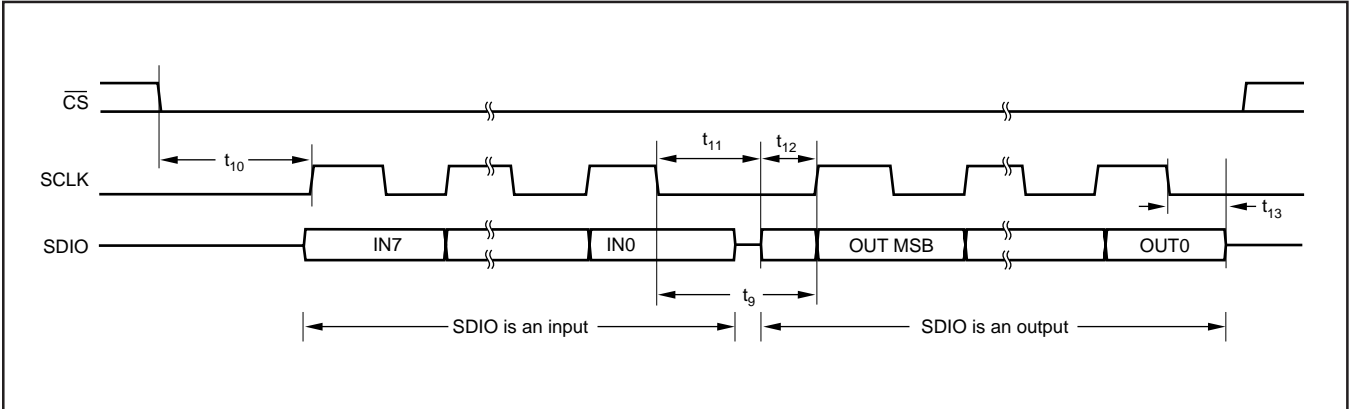 CS
t10
t11
t12
SCLK
t13
SDIO
IN7
IN0
OUT MSB
OUT0
t9
SDIO is an input
SDIO is an output